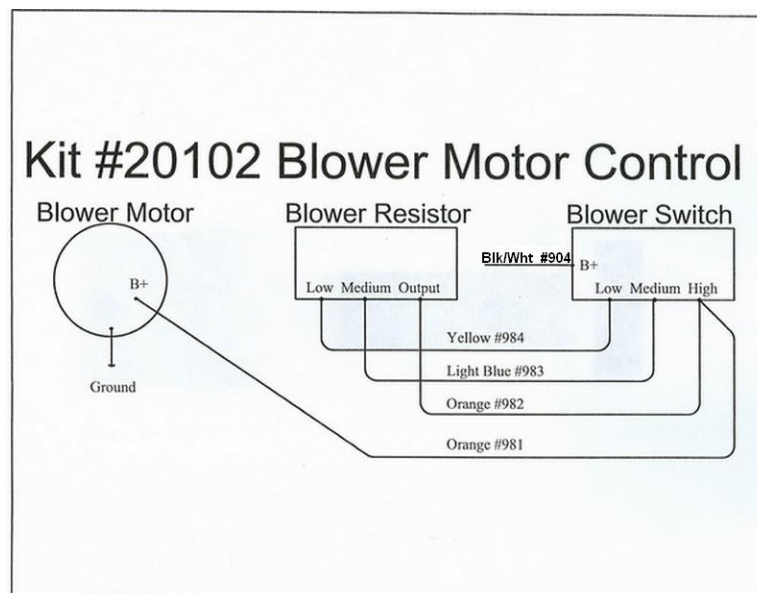 Kit #20102 Blower Motor Control
Blower Motor
Blower Resistor
Blower Switch
Blk/Wht #904
B+
B+
Low Medium Output
Low Medium High
Yellow #984
Light Blue #983
Ground
Orange #982
Orange #981